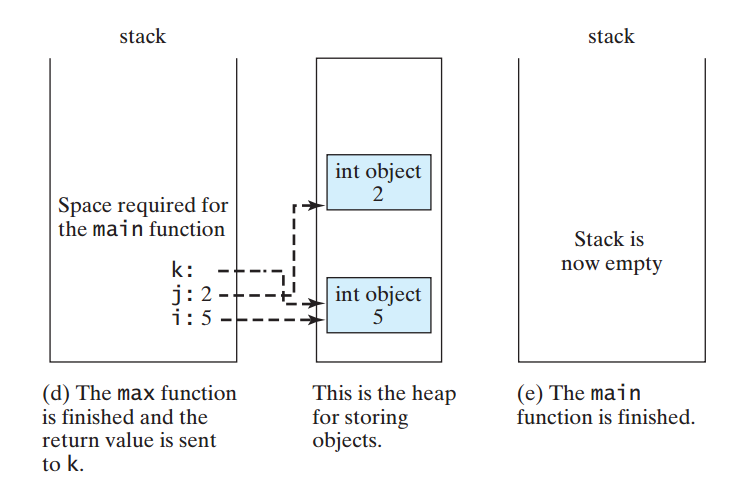 stack
stack
int object
2
Space required for
the main function
Stack is
now empty
k:
j: 2
i: 5
int object
5
(d) The max function
is finished and the
return value is sent
to k.
This is the heap
for storing
objects.
(e) The main
function is finished.